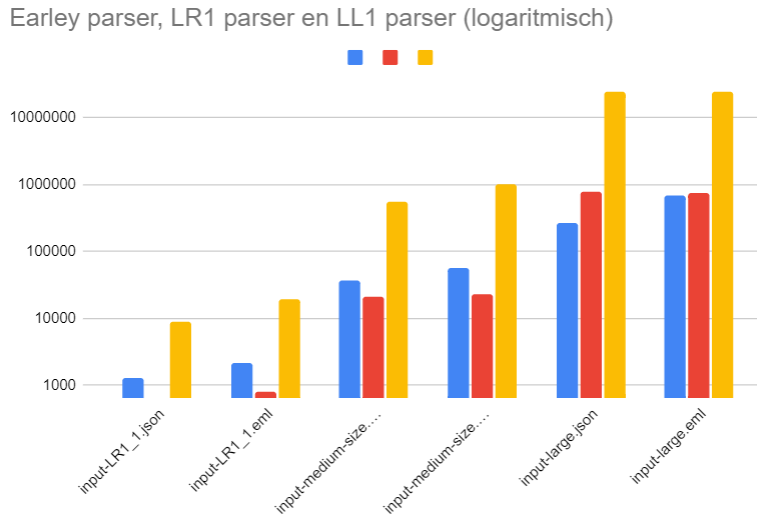 Earley parser, LR1 parser en LL1 parser (logaritmisch)
10000000
1000000
100000
10000
1000
input-LR1_1.json
input-LR1_1.eml
input-medium-size.…
input-medium-size.…
input-large.json
input-large.eml